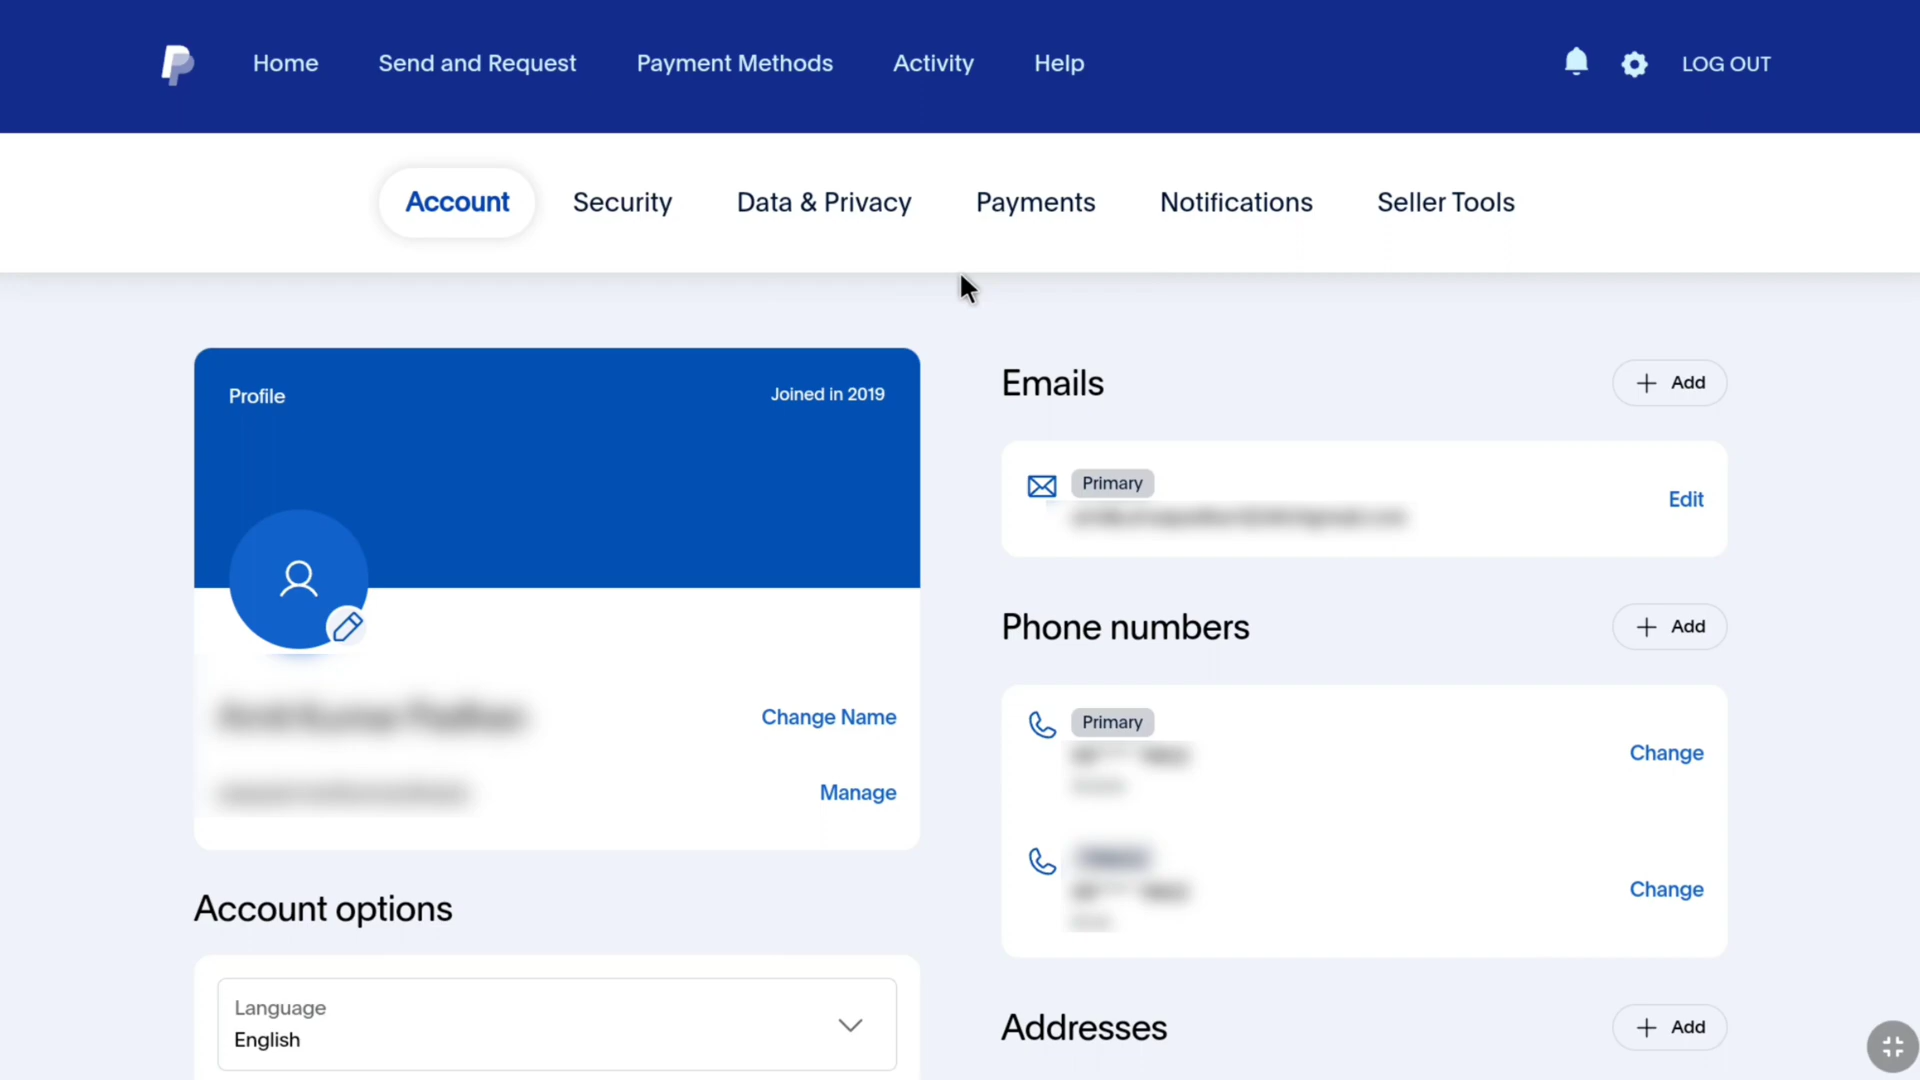 Home Send and Request Payment Methods Activity Help LOG OUT
Account Security Data & Privacy Payments Notifications Seller Tools
Profile Joined in 2019
Change Name
Manage
Account options
Language
English
Emails + Add
Primary
Edit
Phone numbers + Add
Primary
Change
Change
Addresses + Add